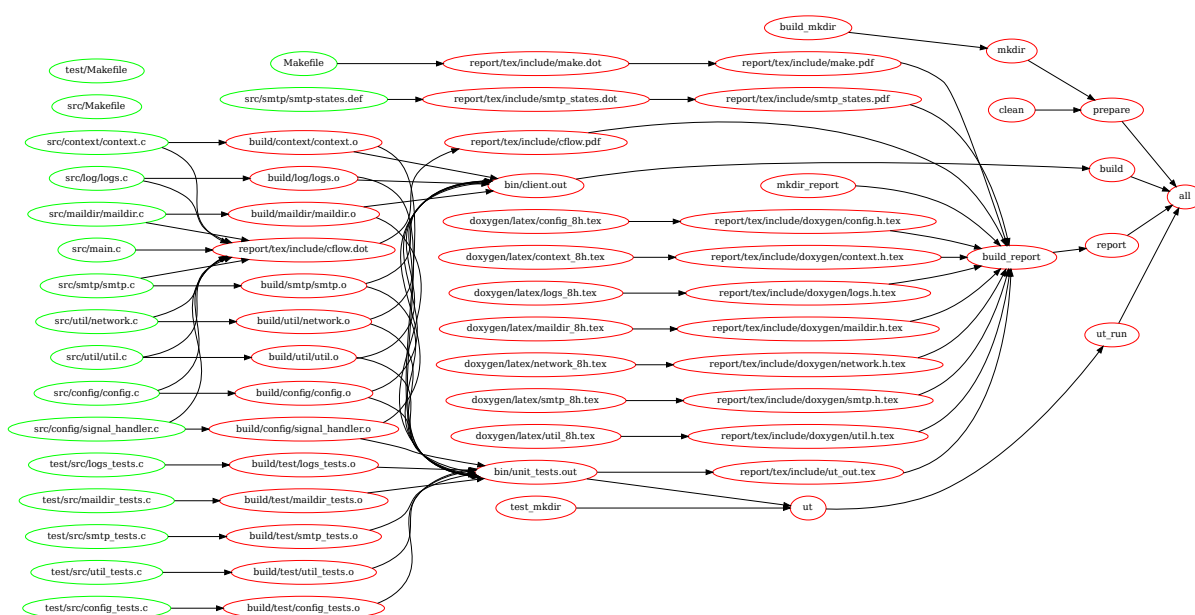 build_mkdir
mkdir
test/Makefile
Makefile
report/tex/include/make.dot
report/tex/include/make.pdf
src/Makefile
src/smtp/smtp-states.def
report/tex/include/smtp_states.dot
report/tex/include/smtp_states.pdf
clean
prepare
src/context/context.c
build/context/context.o
report/tex/include/cflow.pdf
src/log/logs.c
build/log/logs.o
bin/client.out
mkdir_report
build
all
src/maildir/maildir.c
build/maildir/maildir.o
doxygen/latex/config_8h.tex
report/tex/include/doxygen/config.h.tex
src/main.c
report/tex/include/cflow.dot
doxygen/latex/context_8h.tex
report/tex/include/doxygen/context.h.tex
build_report
report
src/smtp/smtp.c
build/smtp/smtp.o
doxygen/latex/logs_8h.tex
report/tex/include/doxygen/logs.h.tex
src/util/network.c
build/util/network.o
doxygen/latex/maildir_8h.tex
report/tex/include/doxygen/maildir.h.tex
ut_run
src/util/util.c
build/util/util.o
doxygen/latex/network_8h.tex
report/tex/include/doxygen/network.h.tex
src/config/config.c
build/config/config.o
doxygen/latex/smtp_8h.tex
report/tex/include/doxygen/smtp.h.tex
src/config/signal_handler.c
build/config/signal_handler.o
doxygen/latex/util_8h.tex
report/tex/include/doxygen/util.h.tex
test/src/logs_tests.c
build/test/logs_tests.o
bin/unit_tests.out
report/tex/include/ut_out.tex
test/src/maildir_tests.c
build/test/maildir_tests.o
test_mkdir
ut
test/src/smtp_tests.c
build/test/smtp_tests.o
test/src/util_tests.c
build/test/util_tests.o
test/src/config_tests.c
build/test/config_tests.o